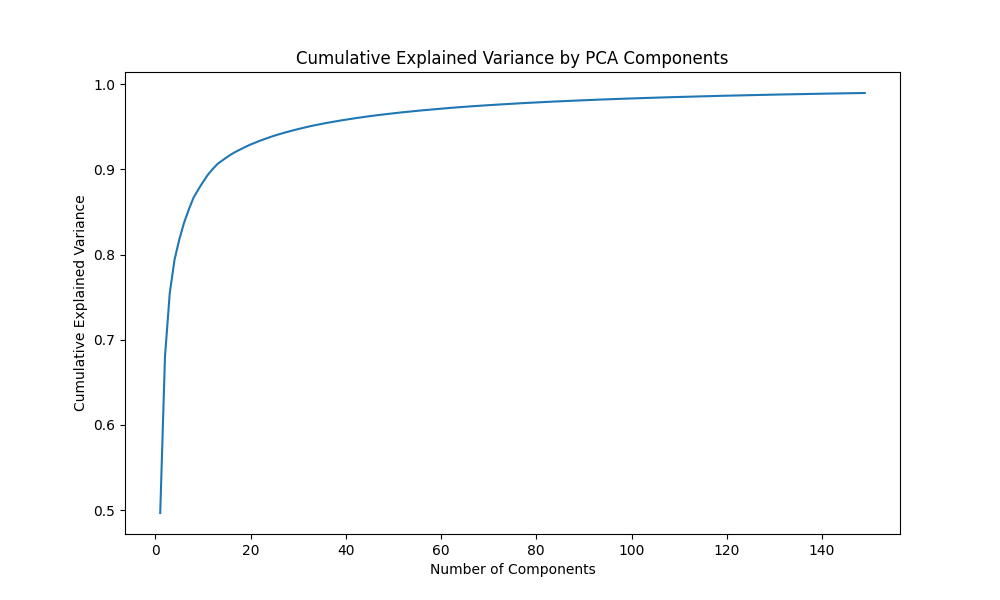 Cumulative Explained Variance by PCA Components
Cumulative Explained Variance
1.0
0.9
0.8
0.7
0.6
0.5
0 20 40 60 80 100 120 140
Number of Components